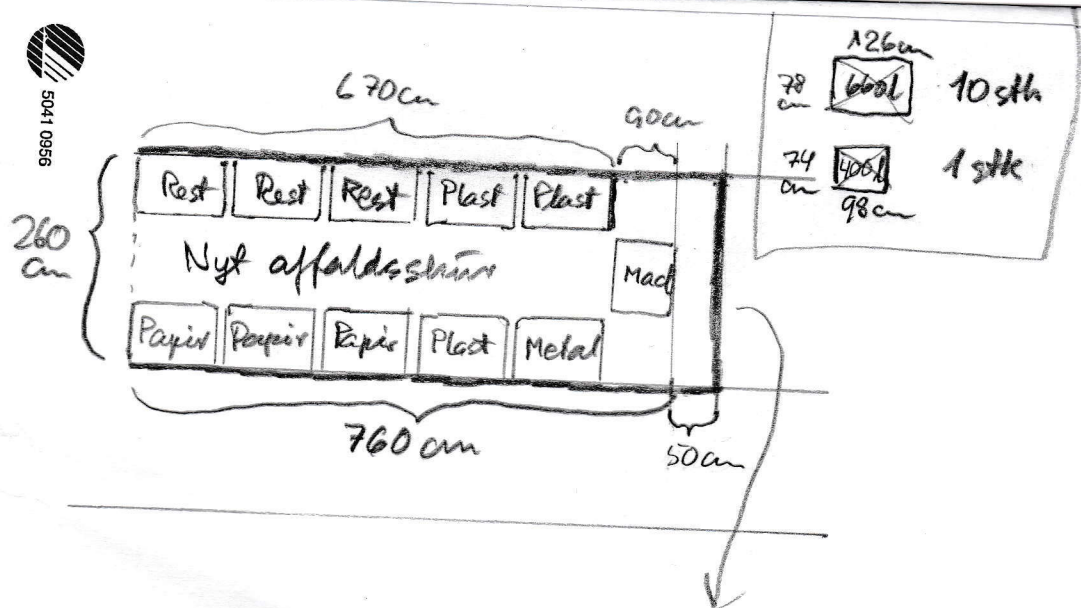 5041 0956
126cm
670cm
78
cm
660l
10 stk
90cm
74
cm
400l
1 stk
98cm
Rest Rest Rest Plast Plast
260
cm
Nyt affaldsskur
Mad
Papir Papir Papir Plast Metal
760 cm
50cm